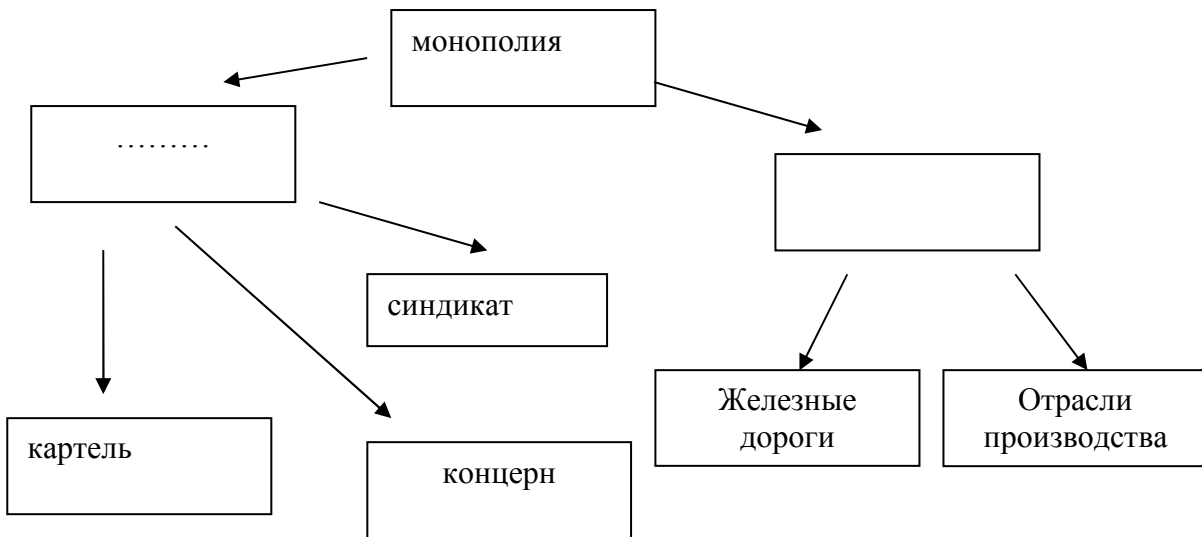 монополия
.........
синдикат
Железные
дороги
Отрасли
производства
картель
концерн